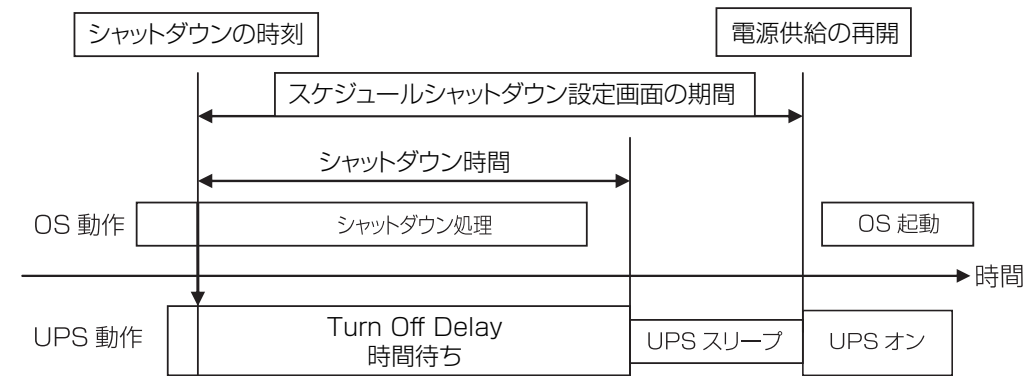 シャットダウンの時刻
電源供給の再開
スケジュールシャットダウン設定画面の期間
シャットダウン時間
OS 動作
シャットダウン処理
OS 起動
時間
UPS 動作
Turn Off Delay
時間待ち
UPS スリープ
UPS オン